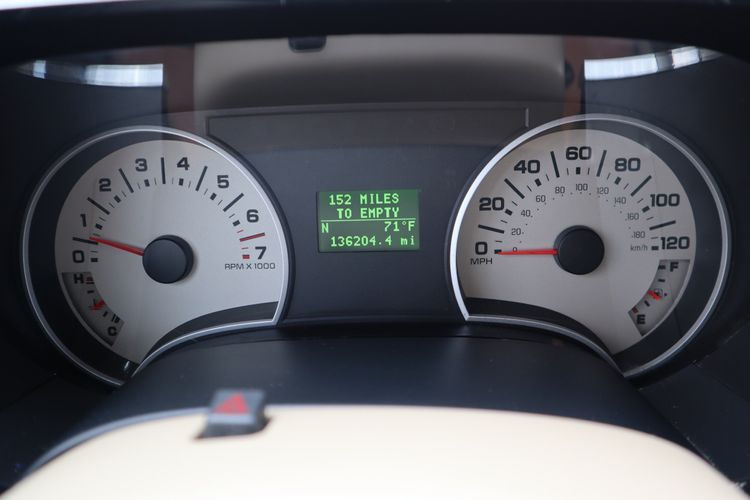 0 1 2 3 4 5 6 7
RPM X 1000
H
C
152 MILES
TO EMPTY
N 71°F
136204.4 mi
0 20 40 60 80 100 120
MPH
0 20 40 60 80 100 120 140 160 180
km/h
F
E